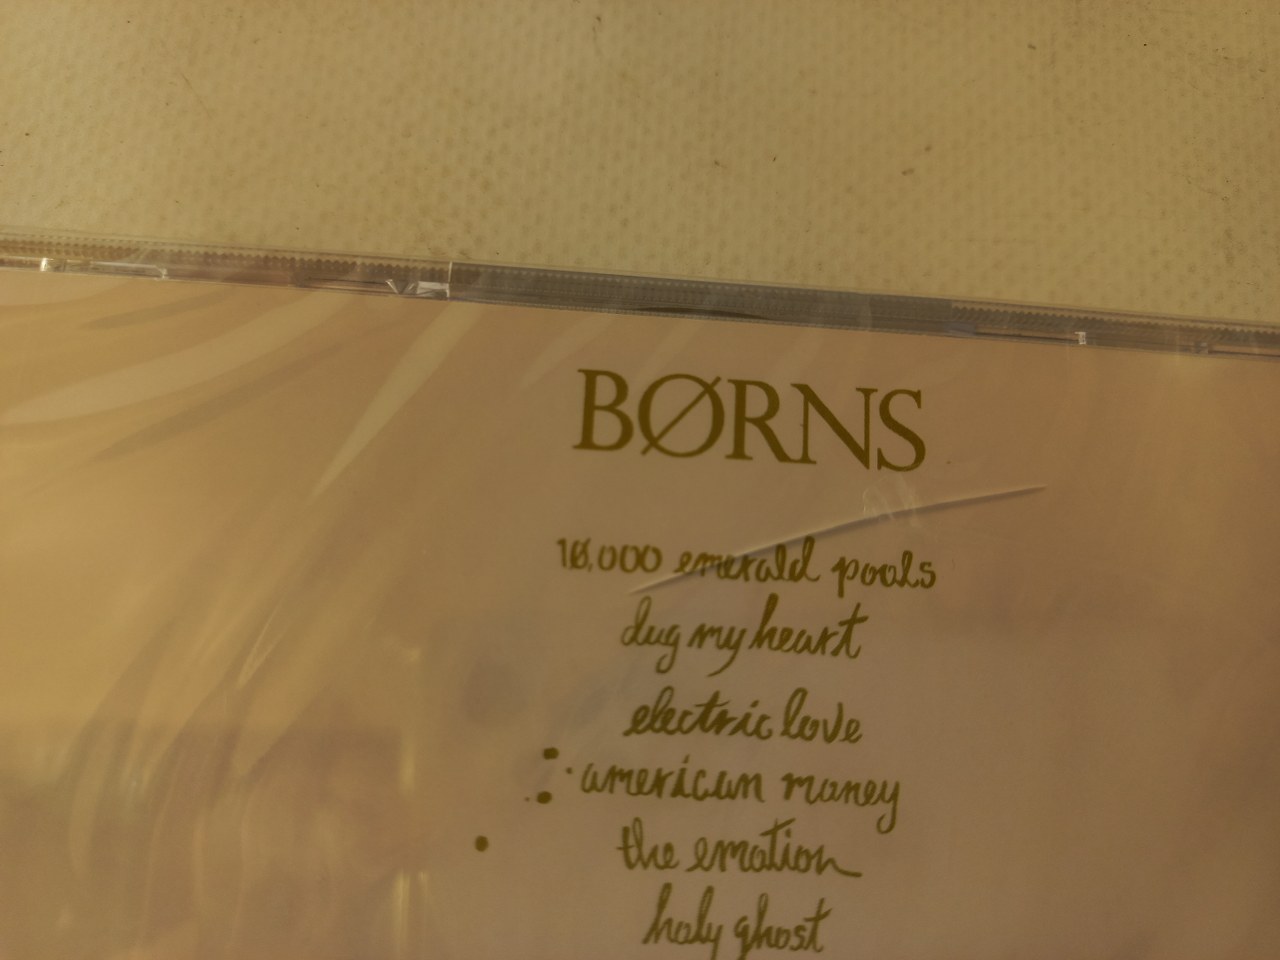 BØRNS
10,000 emerald pools
dug my heart
electric love
american money
the emotion
holy ghost